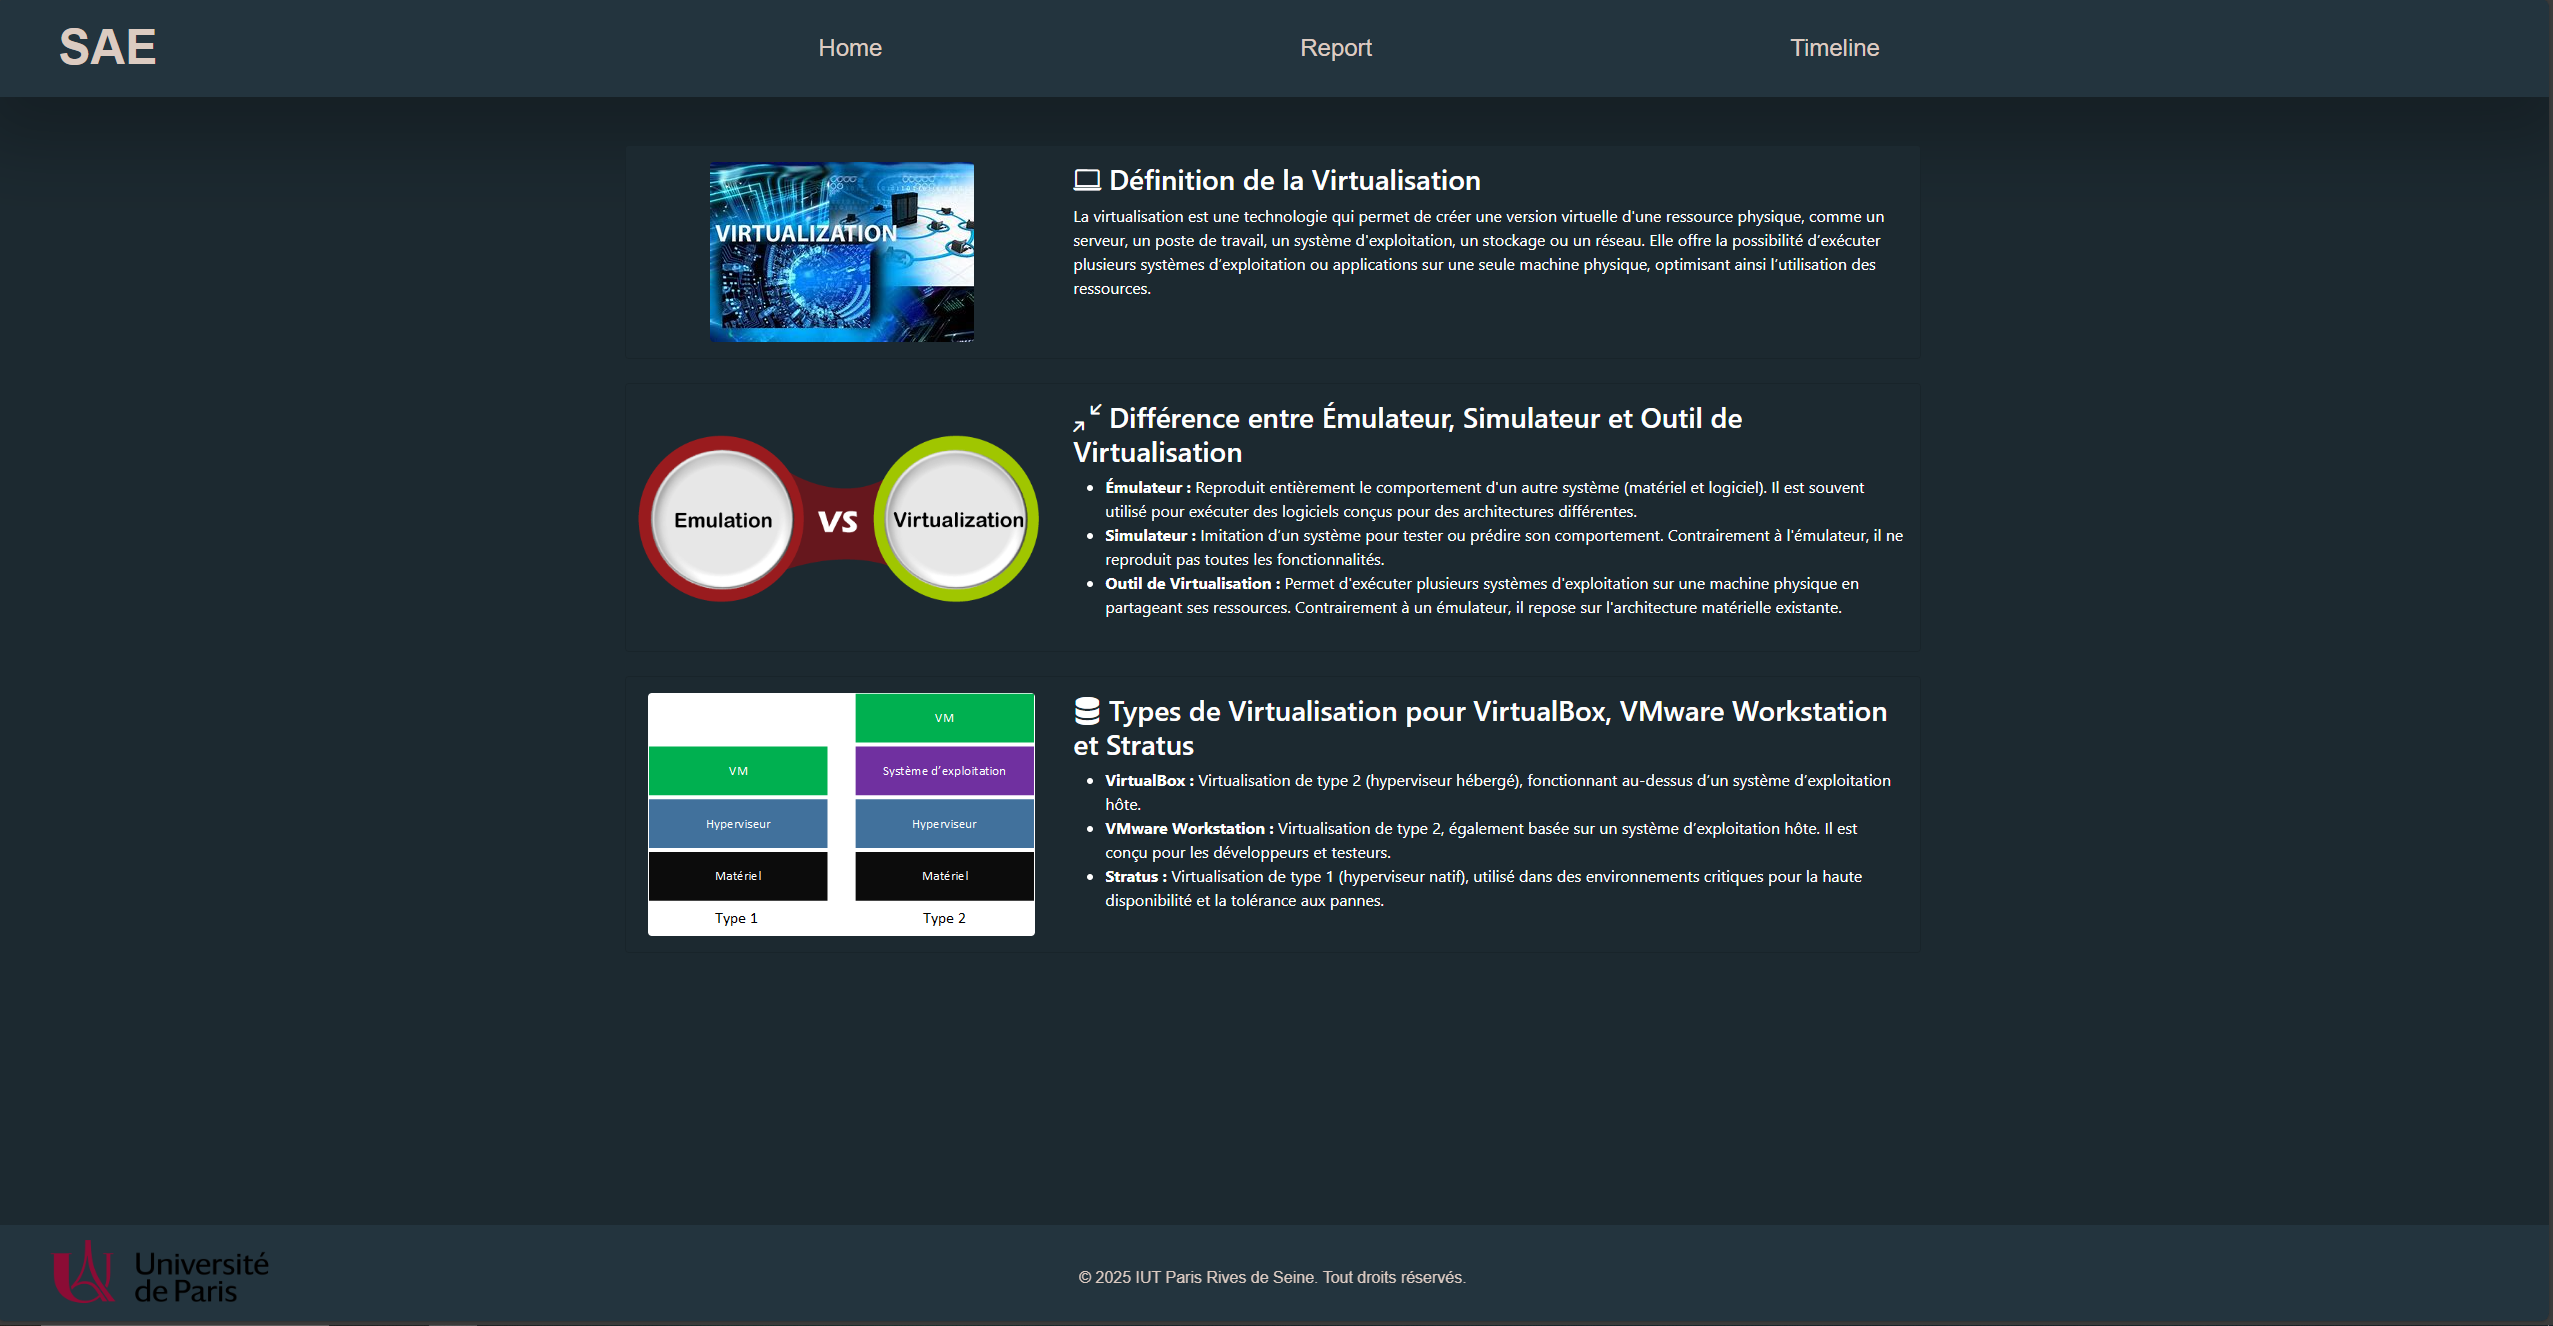 SAE
Home
Report
Timeline
VIRTUALIZATION
Définition de la Virtualisation
La virtualisation est une technologie qui permet de créer une version virtuelle d'une ressource physique, comme un
serveur, un poste de travail, un système d'exploitation, un stockage ou un réseau. Elle offre la possibilité d’exécuter
plusieurs systèmes d’exploitation ou applications sur une seule machine physique, optimisant ainsi l’utilisation des
ressources.
Emulation
VS
Virtualization
Différence entre Émulateur, Simulateur et Outil de
Virtualisation
Émulateur : Reproduit entièrement le comportement d'un autre système (matériel et logiciel). Il est souvent
utilisé pour exécuter des logiciels conçus pour des architectures différentes.
Simulateur : Imitation d’un système pour tester ou prédire son comportement. Contrairement à l'émulateur, il ne
reproduit pas toutes les fonctionnalités.
Outil de Virtualisation : Permet d'exécuter plusieurs systèmes d'exploitation sur une machine physique en
partageant ses ressources. Contrairement à un émulateur, il repose sur l'architecture matérielle existante.
VM
VM
Système d’exploitation
Hyperviseur
Hyperviseur
Matériel
Matériel
Type 1
Type 2
Types de Virtualisation pour VirtualBox, VMware Workstation
et Stratus
VirtualBox : Virtualisation de type 2 (hyperviseur hébergé), fonctionnant au-dessus d’un système d’exploitation
hôte.
VMware Workstation : Virtualisation de type 2, également basée sur un système d’exploitation hôte. Il est
conçu pour les développeurs et testeurs.
Stratus : Virtualisation de type 1 (hyperviseur natif), utilisé dans des environnements critiques pour la haute
disponibilité et la tolérance aux pannes.
Université
de Paris
© 2025 IUT Paris Rives de Seine. Tout droits réservés.